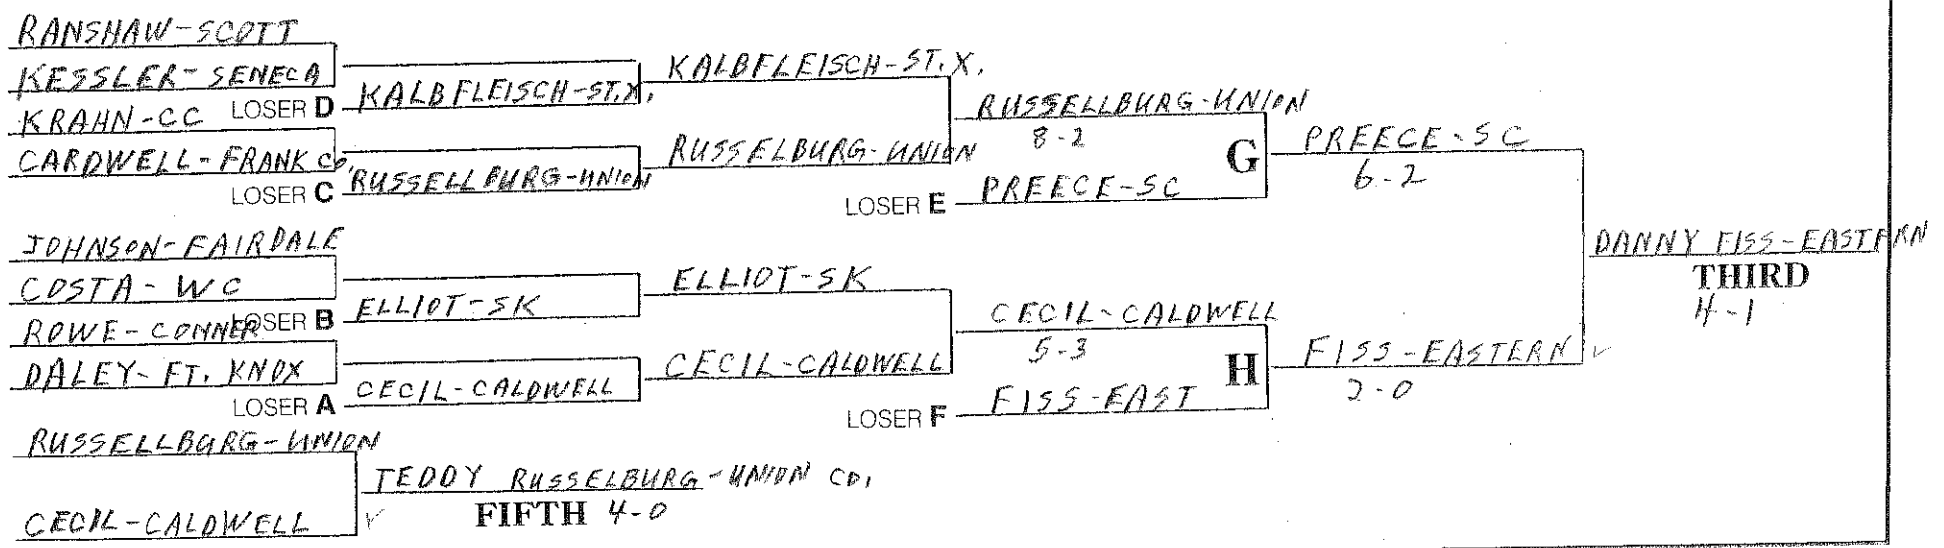 RANSHAW-SCOTT
KESSLER-SENECA
LOSER D KALBFLEISCH-ST.X.
KALBFLEISCH-ST.X.
KRAHN-CC
CARDWELL-FRANK CO.
LOSER C RUSSELLBURG-UNION
RUSSELBURG-UNION
RUSSELLBURG-UNION
8-2
G
LOSER E PREECE-SC
PREECE-SC
6-2
JOHNSON-FAIRDALE
COSTA-WC
LOSER B ELLIOT-SK
ELLIOT-SK
ROWE-CONNER
DALEY-FT. KNOX
LOSER A CECIL-CALDWELL
CECIL-CALDWELL
CECIL-CALDWELL
5-3
H
LOSER F FISS-EAST
FISS-EASTERN
2-0
DANNY FISS-EASTERN
THIRD
4-1
RUSSELLBURG-UNION
CECIL-CALDWELL
TEDDY RUSSELBURG-UNION CO.
FIFTH 4-0